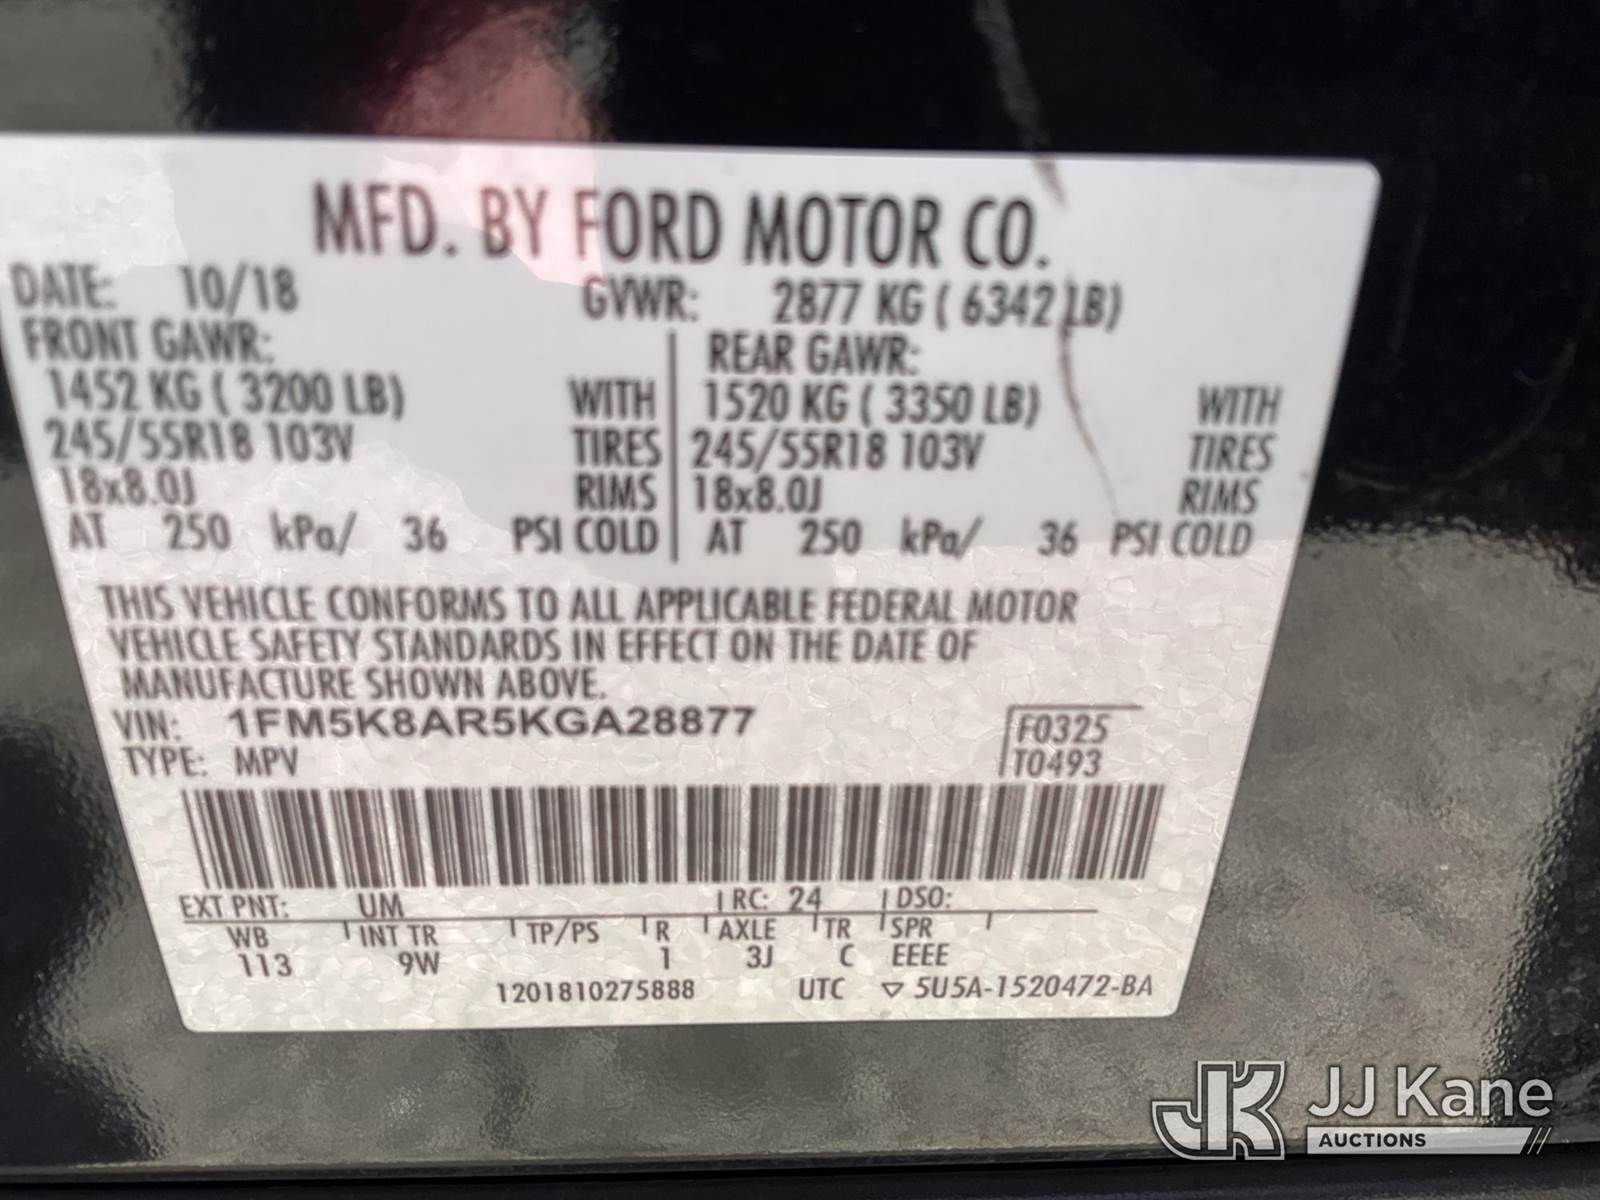 MFD. BY FORD MOTOR CO.
DATE: 10/18 GVWR: 2877 KG ( 6342 LB)
FRONT GAWR: REAR GAWR:
1452 KG ( 3200 LB) WITH 1520 KG ( 3350 LB) WITH
245/55R18 103V TIRES 245/55R18 103V TIRES
18x8.0J RIMS 18x8.0J RIMS
AT 250 kPa/ 36 PSI COLD AT 250 kPa/ 36 PSI COLD
THIS VEHICLE CONFORMS TO ALL APPLICABLE FEDERAL MOTOR
VEHICLE SAFETY STANDARDS IN EFFECT ON THE DATE OF
MANUFACTURE SHOWN ABOVE.
VIN: 1FM5K8AR5KGA28877 F0325
TYPE: MPV T0493
EXT PNT: UM RC: 24 DSO:
WB INT TR TP/PS R AXLE TR SPR
113 9W 1 3J C EEEE
1201810275888 UTC ▽ 5U5A-1520472-BA
JK JJ Kane
AUCTIONS